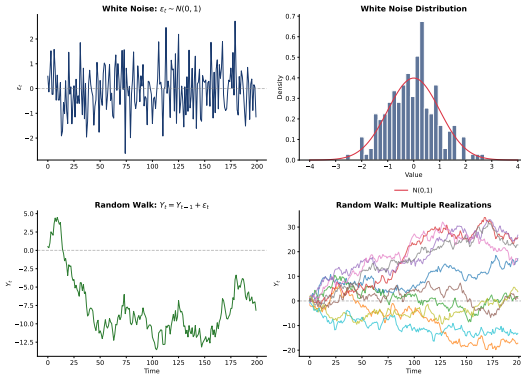 White Noise: εt ~ N(0, 1)
εt
2
1
0
−1
−2
0 25 50 75 100 125 150 175 200
White Noise Distribution
Density
0.7
0.6
0.5
0.4
0.3
0.2
0.1
0.0
−4 −3 −2 −1 0 1 2 3 4
Value
N(0,1)
Random Walk: Yt = Yt−1 + εt
Yt
5.0
2.5
0.0
−2.5
−5.0
−7.5
−10.0
−12.5
0 25 50 75 100 125 150 175 200
Time
Random Walk: Multiple Realizations
Yt
30
20
10
0
−10
−20
0 25 50 75 100 125 150 175 200
Time